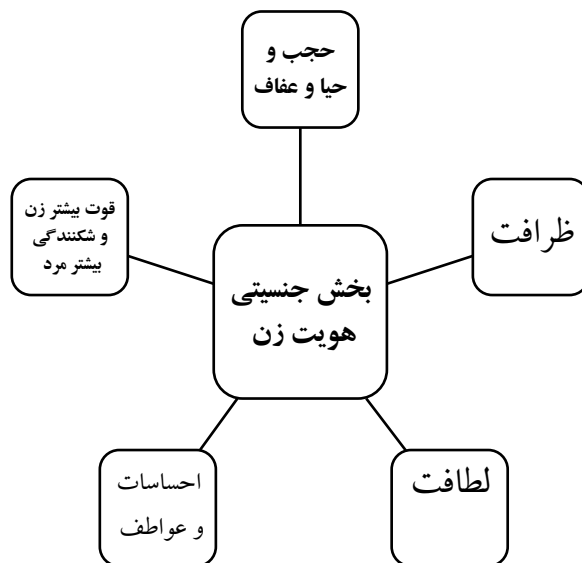 حجب و
حیا و عفاف
ظرافت
قوت بیشتر زن
و شکنندگی
بیشتر مرد
بخش جنسیتی
هویت زن
لطافت
احساسات
و عواطف